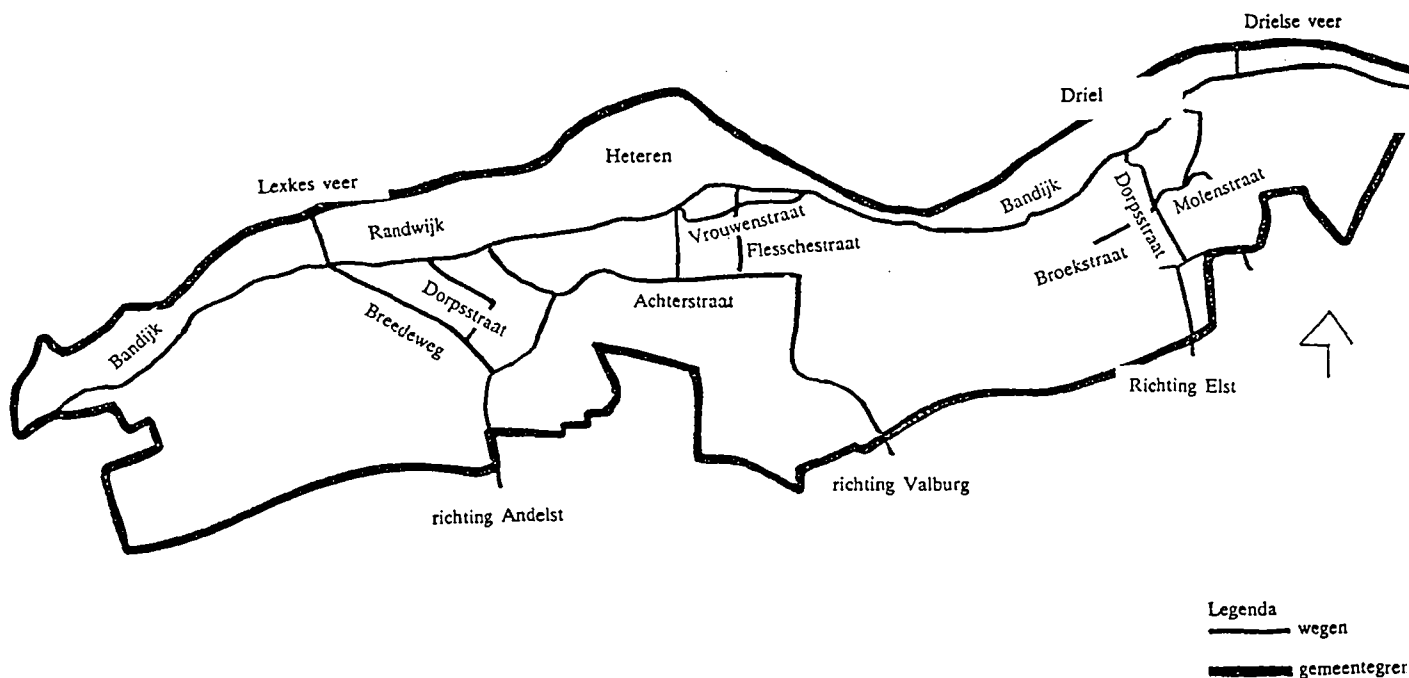 Drielse veer
Driel
Heteren
Lexkes veer
Randwijk
Vrouwenstraat
Flesschestraat
Bandijk
Dorpsstraat
Molenstraat
Broekstraat
Achterstraat
Dorpsstraat
Breedeweg
Bandijk
Richting Elst
richting Valburg
richting Andelst
Legenda
wegen
gemeentegren